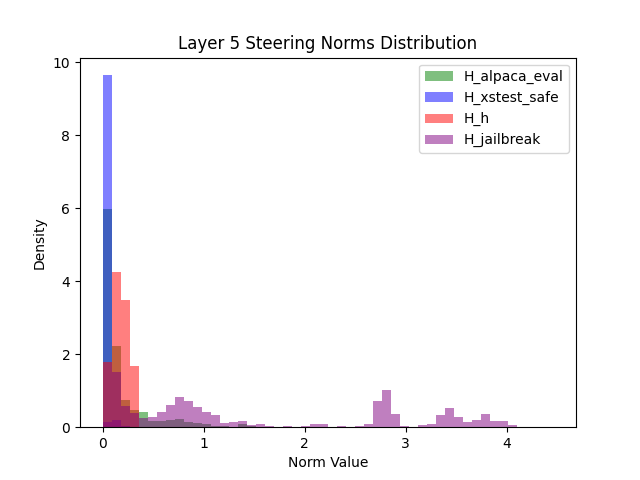 Layer 5 Steering Norms Distribution
H_alpaca_eval
H_xstest_safe
H_h
H_jailbreak
Density
10
8
6
4
2
0
0 1 2 3 4
Norm Value